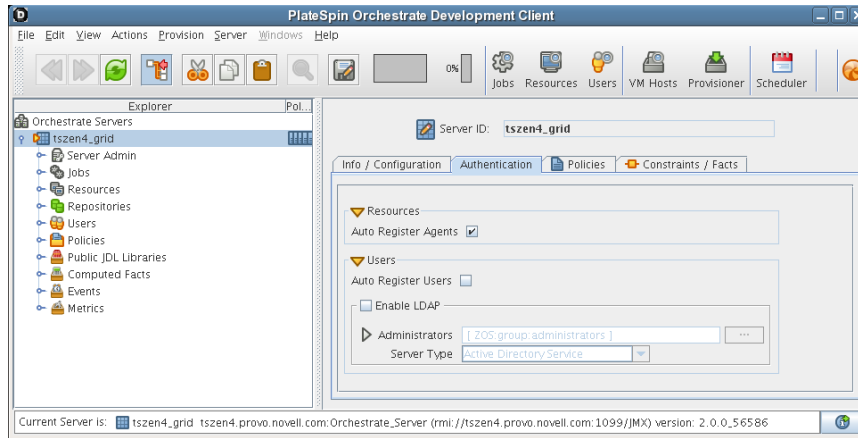 PlateSpin Orchestrate Development Client
File Edit View Actions Provision Server Windows Help
0%
Jobs Resources Users VM Hosts Provisioner Scheduler
Explorer Pol...
Orchestrate Servers
tszen4_grid
Server Admin
Jobs
Resources
Repositories
Users
Policies
Public JDL Libraries
Computed Facts
Events
Metrics
Server ID: tszen4_grid
Info / Configuration Authentication Policies Constraints / Facts
Resources
Auto Register Agents
Users
Auto Register Users
Enable LDAP
Administrators [ ZOS:group:administrators ] ...
Server Type Active Directory Service
Current Server is: tszen4_grid tszen4.provo.novell.com:Orchestrate_Server (rmi://tszen4.provo.novell.com:1099/JMX) version: 2.0.0_56586